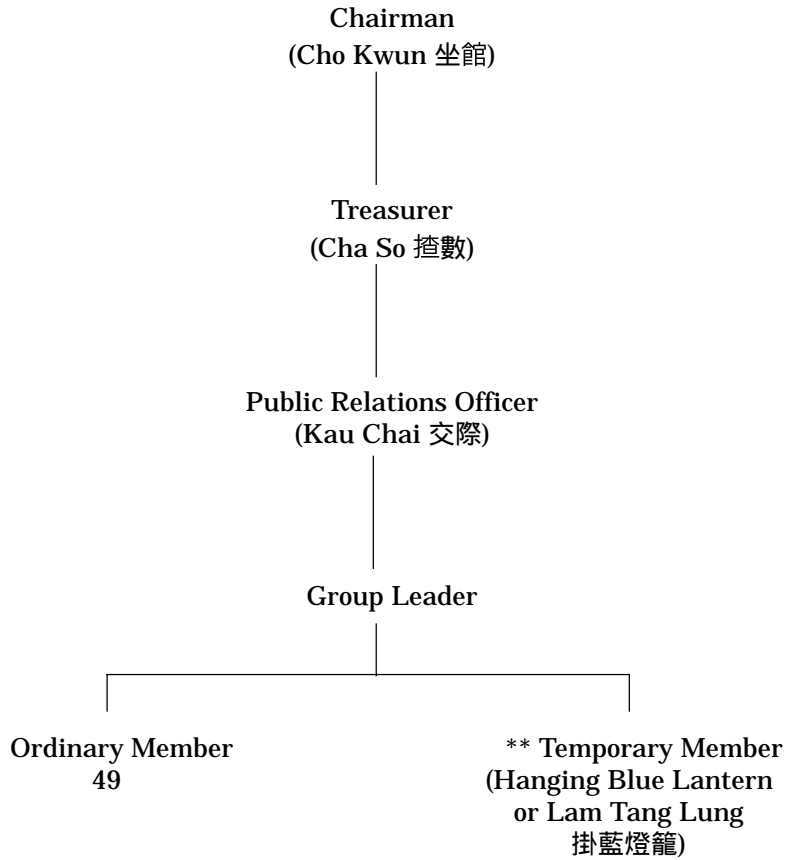 Chairman
(Cho Kwun 坐館)
Treasurer
(Cha So 揸數)
Public Relations Officer
(Kau Chai 交際)
Group Leader
Ordinary Member
49
** Temporary Member
(Hanging Blue Lantern
or Lam Tang Lung
掛藍燈籠)